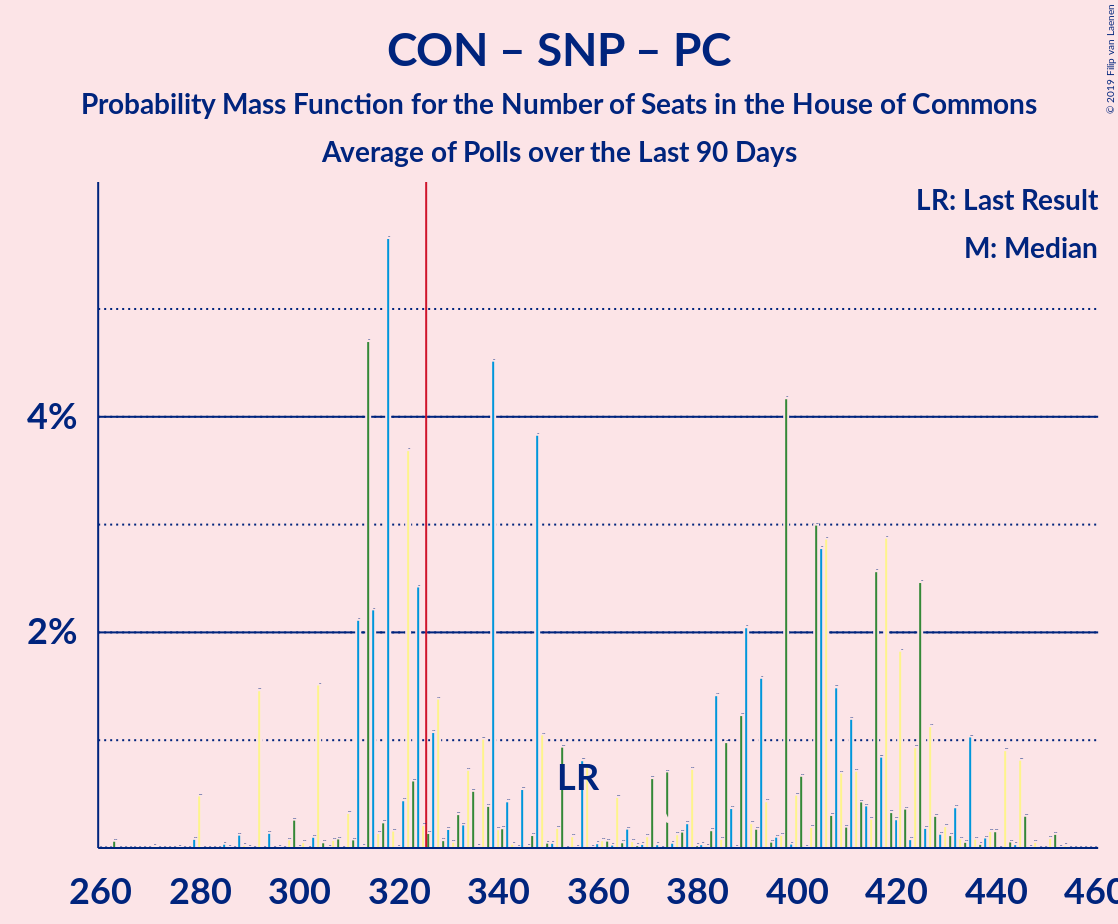 CON – SNP – PC
Probability Mass Function for the Number of Seats in the House of Commons
Average of Polls over the Last 90 Days
© 2019 Filip van Laenen
LR: Last Result
M: Median
4%
2%
LR
260 280 300 320 340 360 380 400 420 440 460